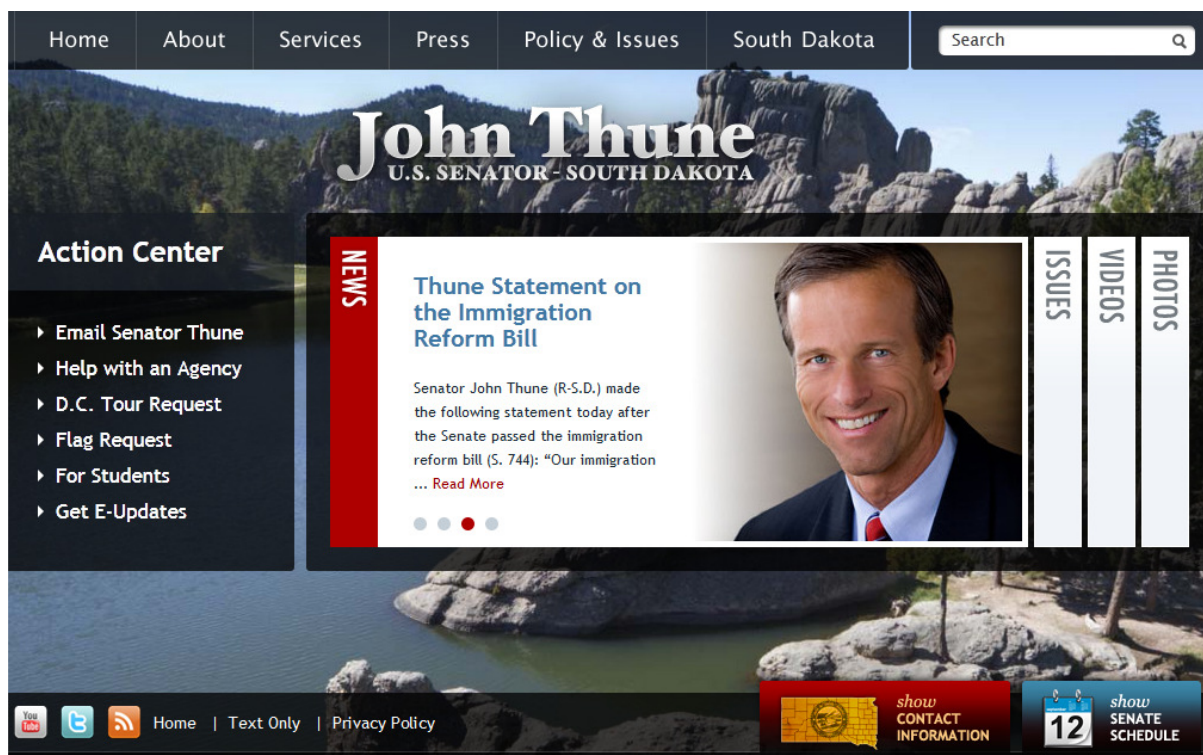 Home About Services Press Policy & Issues South Dakota Search
John Thune
U.S. SENATOR - SOUTH DAKOTA
Action Center
Email Senator Thune
Help with an Agency
D.C. Tour Request
Flag Request
For Students
Get E-Updates
NEWS
Thune Statement on
the Immigration
Reform Bill
Senator John Thune (R-S.D.) made
the following statement today after
the Senate passed the immigration
reform bill (S. 744): “Our immigration
... Read More
ISSUES
VIDEOS
PHOTOS
You
Tube
Home | Text Only | Privacy Policy
show
CONTACT
INFORMATION
12
show
SENATE
SCHEDULE